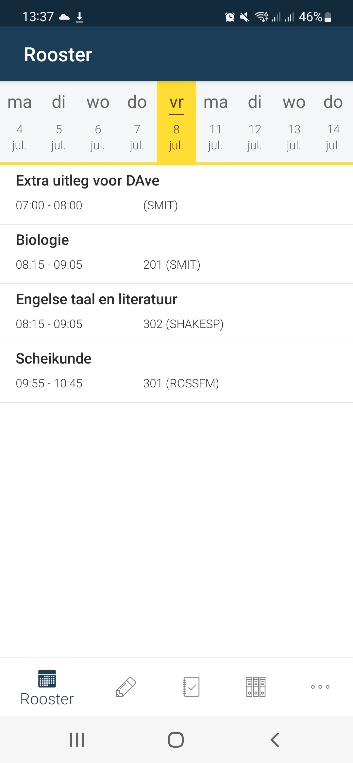 13:37
46%
Rooster
ma di wo do vr ma di wo do
4 5 6 7 8 11 12 13 14
jul. jul. jul. jul. jul. jul. jul. jul. jul.
Extra uitleg voor DAve
07:00 - 08:00 (SMIT)
Biologie
08:15 - 09:05 201 (SMIT)
Engelse taal en literatuur
08:15 - 09:05 302 (SHAKESP)
Scheikunde
09:55 - 10:45 301 (ROSSEM)
Rooster